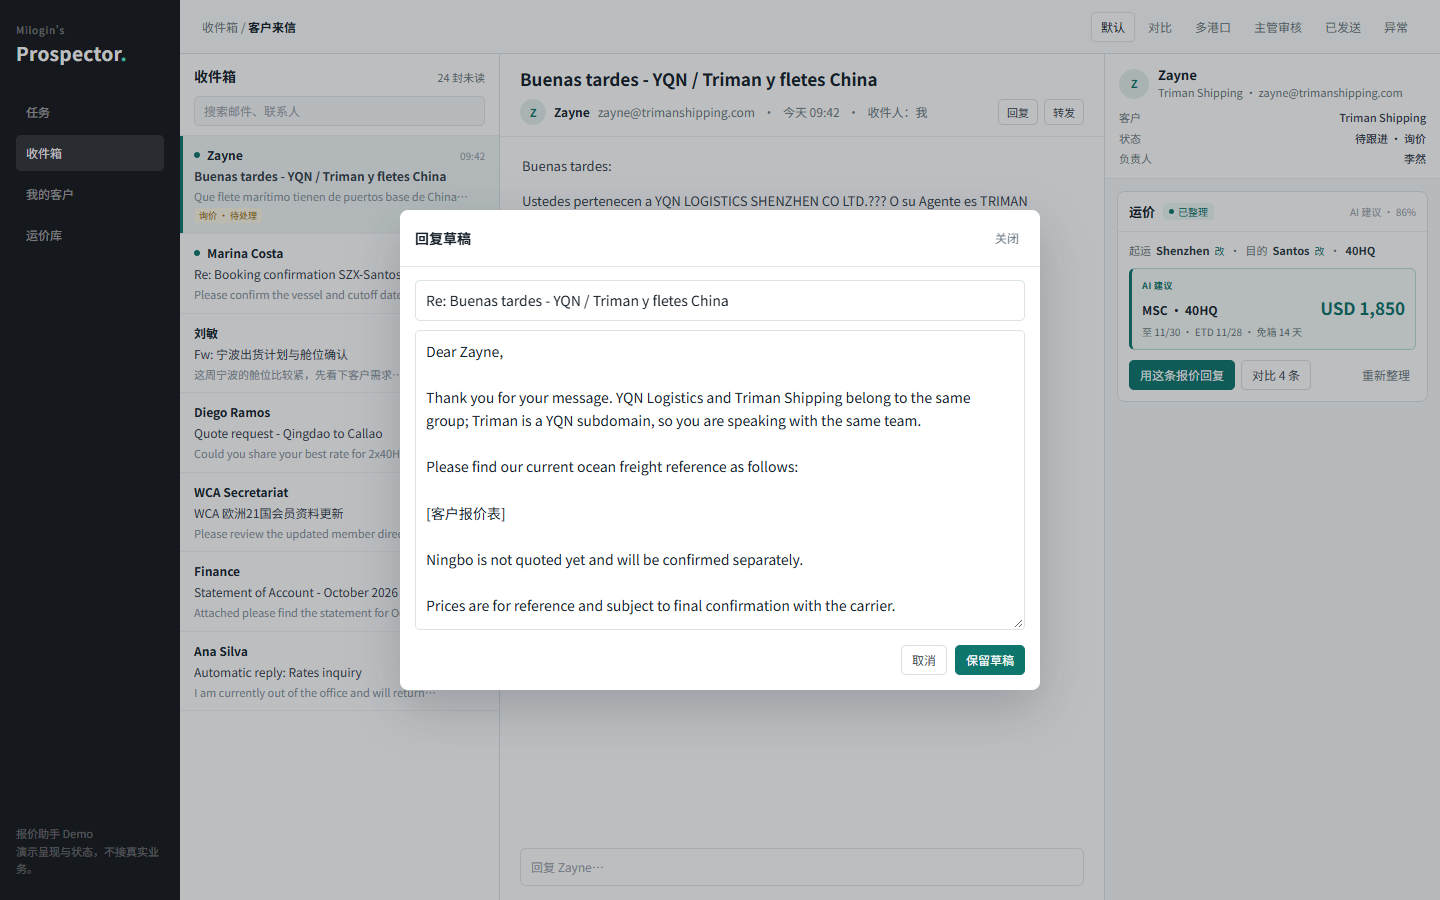 Milogin's
Prospector.
任务
收件箱
我的客户
运价库
报价助手 Demo
演示呈现与状态，不接真实业务。
收件箱 / 客户来信
默认
对比
多港口
主管审核
已发送
异常
收件箱
24 封未读
搜索邮件、联系人
Zayne
09:42
Buenas tardes - YQN / Triman y fletes China
Que flete marítimo tienen de puertos base de China…
询价 · 待处理
Marina Costa
Re: Booking confirmation SZX-Santos
Please confirm the vessel and cutoff date
刘敏
Fw: 宁波出货计划与舱位确认
这周宁波的舱位比较紧，先看下客户需求…
Diego Ramos
Quote request - Qingdao to Callao
Could you share your best rate for 2x40H
WCA Secretariat
WCA 欧洲21国会员资料更新
Please review the updated member direc
Finance
Statement of Account - October 2026
Attached please find the statement for O
Ana Silva
Automatic reply: Rates inquiry
I am currently out of the office and will return…
Buenas tardes - YQN / Triman y fletes China
Z
Zayne zayne@trimanshipping.com · 今天 09:42 · 收件人：我
回复
转发
Buenas tardes:
Ustedes pertenecen a YQN LOGISTICS SHENZHEN CO LTD.??? O su Agente es TRIMAN
回复草稿
关闭
Re: Buenas tardes - YQN / Triman y fletes China
Dear Zayne,
Thank you for your message. YQN Logistics and Triman Shipping belong to the same
group; Triman is a YQN subdomain, so you are speaking with the same team.
Please find our current ocean freight reference as follows:
[客户报价表]
Ningbo is not quoted yet and will be confirmed separately.
Prices are for reference and subject to final confirmation with the carrier.
取消
保留草稿
回复 Zayne…
Z
Zayne
Triman Shipping · zayne@trimanshipping.com
客户
Triman Shipping
状态
待跟进 · 询价
负责人
李然
运价
已整理
AI 建议 · 86%
起运 Shenzhen 改 · 目的 Santos 改 · 40HQ
AI 建议
MSC · 40HQ
USD 1,850
至 11/30 · ETD 11/28 · 免箱 14 天
用这条报价回复
对比 4 条
重新整理